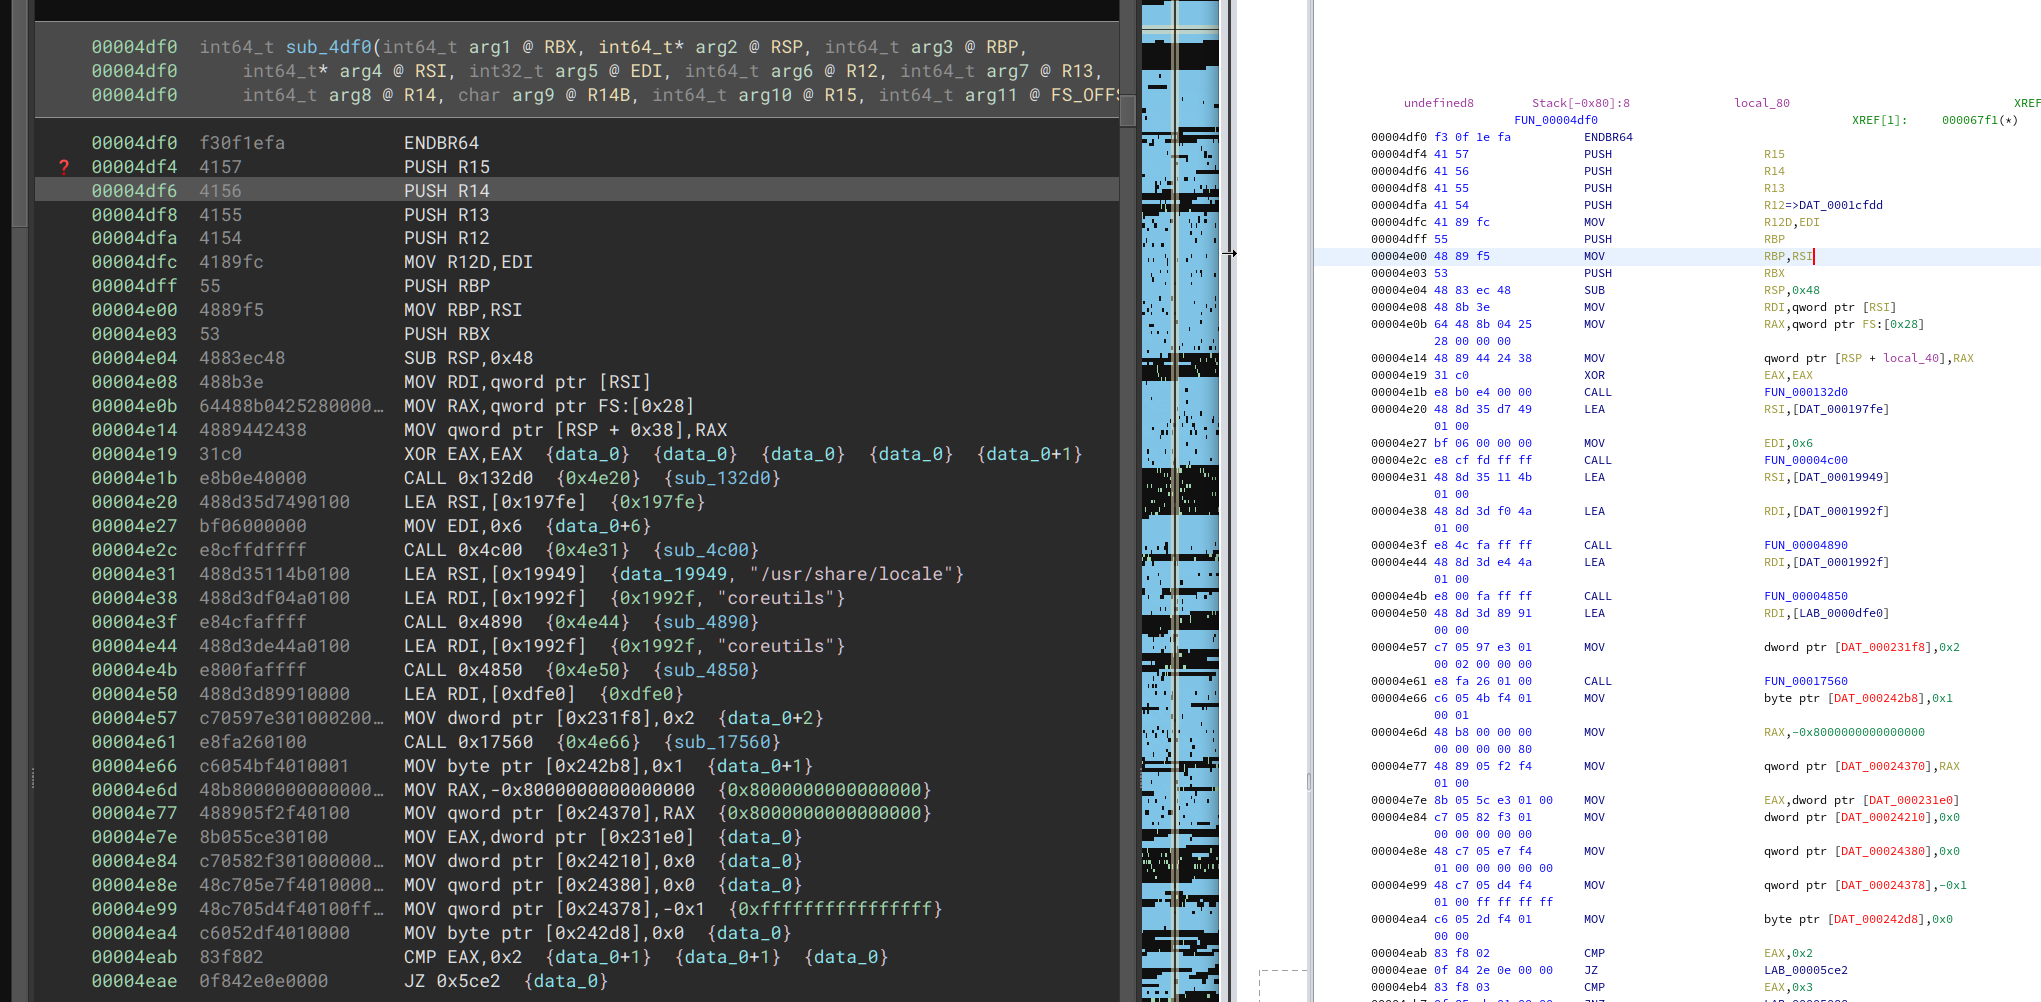 00004df0 int64_t sub_4df0(int64_t arg1 @ RBX, int64_t* arg2 @ RSP, int64_t arg3 @ RBP,
00004df0 int64_t* arg4 @ RSI, int32_t arg5 @ EDI, int64_t arg6 @ R12, int64_t arg7 @ R13,
00004df0 int64_t arg8 @ R14, char arg9 @ R14B, int64_t arg10 @ R15, int64_t arg11 @ FS_OFFS
00004df0 f30f1efa ENDBR64
? 00004df4 4157 PUSH R15
00004df6 4156 PUSH R14
00004df8 4155 PUSH R13
00004dfa 4154 PUSH R12
00004dfc 4189fc MOV R12D,EDI
00004dff 55 PUSH RBP
00004e00 4889f5 MOV RBP,RSI
00004e03 53 PUSH RBX
00004e04 4883ec48 SUB RSP,0x48
00004e08 488b3e MOV RDI,qword ptr [RSI]
00004e0b 64488b0425280000… MOV RAX,qword ptr FS:[0x28]
00004e14 4889442438 MOV qword ptr [RSP + 0x38],RAX
00004e19 31c0 XOR EAX,EAX {data_0} {data_0} {data_0} {data_0} {data_0+1}
00004e1b e8b0e40000 CALL 0x132d0 {0x4e20} {sub_132d0}
00004e20 488d35d7490100 LEA RSI,[0x197fe] {0x197fe}
00004e27 bf06000000 MOV EDI,0x6 {data_0+6}
00004e2c e8cffdffff CALL 0x4c00 {0x4e31} {sub_4c00}
00004e31 488d35114b0100 LEA RSI,[0x19949] {data_19949, "/usr/share/locale"}
00004e38 488d3df04a0100 LEA RDI,[0x1992f] {0x1992f, "coreutils"}
00004e3f e84cfaffff CALL 0x4890 {0x4e44} {sub_4890}
00004e44 488d3de44a0100 LEA RDI,[0x1992f] {0x1992f, "coreutils"}
00004e4b e800faffff CALL 0x4850 {0x4e50} {sub_4850}
00004e50 488d3d89910000 LEA RDI,[0xdfe0] {0xdfe0}
00004e57 c70597e301000200… MOV dword ptr [0x231f8],0x2 {data_0+2}
00004e61 e8fa260100 CALL 0x17560 {0x4e66} {sub_17560}
00004e66 c6054bf4010001 MOV byte ptr [0x242b8],0x1 {data_0+1}
00004e6d 48b8000000000000… MOV RAX,-0x8000000000000000 {0x8000000000000000}
00004e77 488905f2f40100 MOV qword ptr [0x24370],RAX {0x8000000000000000}
00004e7e 8b055ce30100 MOV EAX,dword ptr [0x231e0] {data_0}
00004e84 c70582f301000000… MOV dword ptr [0x24210],0x0 {data_0}
00004e8e 48c705e7f4010000… MOV qword ptr [0x24380],0x0 {data_0}
00004e99 48c705d4f40100ff… MOV qword ptr [0x24378],-0x1 {0xffffffffffffffff}
00004ea4 c6052df4010000 MOV byte ptr [0x242d8],0x0 {data_0}
00004eab 83f802 CMP EAX,0x2 {data_0+1} {data_0+1} {data_0}
00004eae 0f842e0e0000 JZ 0x5ce2 {data_0}
undefined8 Stack[-0x80]:8 local_80 XREF
FUN_00004df0 XREF[1]: 000067f1(*)
00004df0 f3 0f 1e fa ENDBR64
00004df4 41 57 PUSH R15
00004df6 41 56 PUSH R14
00004df8 41 55 PUSH R13
00004dfa 41 54 PUSH R12=>DAT_0001cfdd
00004dfc 41 89 fc MOV R12D,EDI
00004dff 55 PUSH RBP
00004e00 48 89 f5 MOV RBP,RSI
00004e03 53 PUSH RBX
00004e04 48 83 ec 48 SUB RSP,0x48
00004e08 48 8b 3e MOV RDI,qword ptr [RSI]
00004e0b 64 48 8b 04 25 MOV RAX,qword ptr FS:[0x28]
28 00 00 00
00004e14 48 89 44 24 38 MOV qword ptr [RSP + local_40],RAX
00004e19 31 c0 XOR EAX,EAX
00004e1b e8 b0 e4 00 00 CALL FUN_000132d0
00004e20 48 8d 35 d7 49 LEA RSI,[DAT_000197fe]
01 00
00004e27 bf 06 00 00 00 MOV EDI,0x6
00004e2c e8 cf fd ff ff CALL FUN_00004c00
00004e31 48 8d 35 11 4b LEA RSI,[DAT_00019949]
01 00
00004e38 48 8d 3d f0 4a LEA RDI,[DAT_0001992f]
01 00
00004e3f e8 4c fa ff ff CALL FUN_00004890
00004e44 48 8d 3d e4 4a LEA RDI,[DAT_0001992f]
01 00
00004e4b e8 00 fa ff ff CALL FUN_00004850
00004e50 48 8d 3d 89 91 LEA RDI,[LAB_0000dfe0]
00 00
00004e57 c7 05 97 e3 01 MOV dword ptr [DAT_000231f8],0x2
00 02 00 00 00
00004e61 e8 fa 26 01 00 CALL FUN_00017560
00004e66 c6 05 4b f4 01 MOV byte ptr [DAT_000242b8],0x1
00 01
00004e6d 48 b8 00 00 00 MOV RAX,-0x8000000000000000
00 00 00 00 80
00004e77 48 89 05 f2 f4 MOV qword ptr [DAT_00024370],RAX
01 00
00004e7e 8b 05 5c e3 01 00 MOV EAX,dword ptr [DAT_000231e0]
00004e84 c7 05 82 f3 01 MOV dword ptr [DAT_00024210],0x0
00 00 00 00 00
00004e8e 48 c7 05 e7 f4 MOV qword ptr [DAT_00024380],0x0
01 00 00 00 00 00
00004e99 48 c7 05 d4 f4 MOV qword ptr [DAT_00024378],-0x1
01 00 ff ff ff ff
00004ea4 c6 05 2d f4 01 MOV byte ptr [DAT_000242d8],0x0
00 00
00004eab 83 f8 02 CMP EAX,0x2
00004eae 0f 84 2e 0e 00 00 JZ LAB_00005ce2
00004eb4 83 f8 03 CMP EAX,0x3